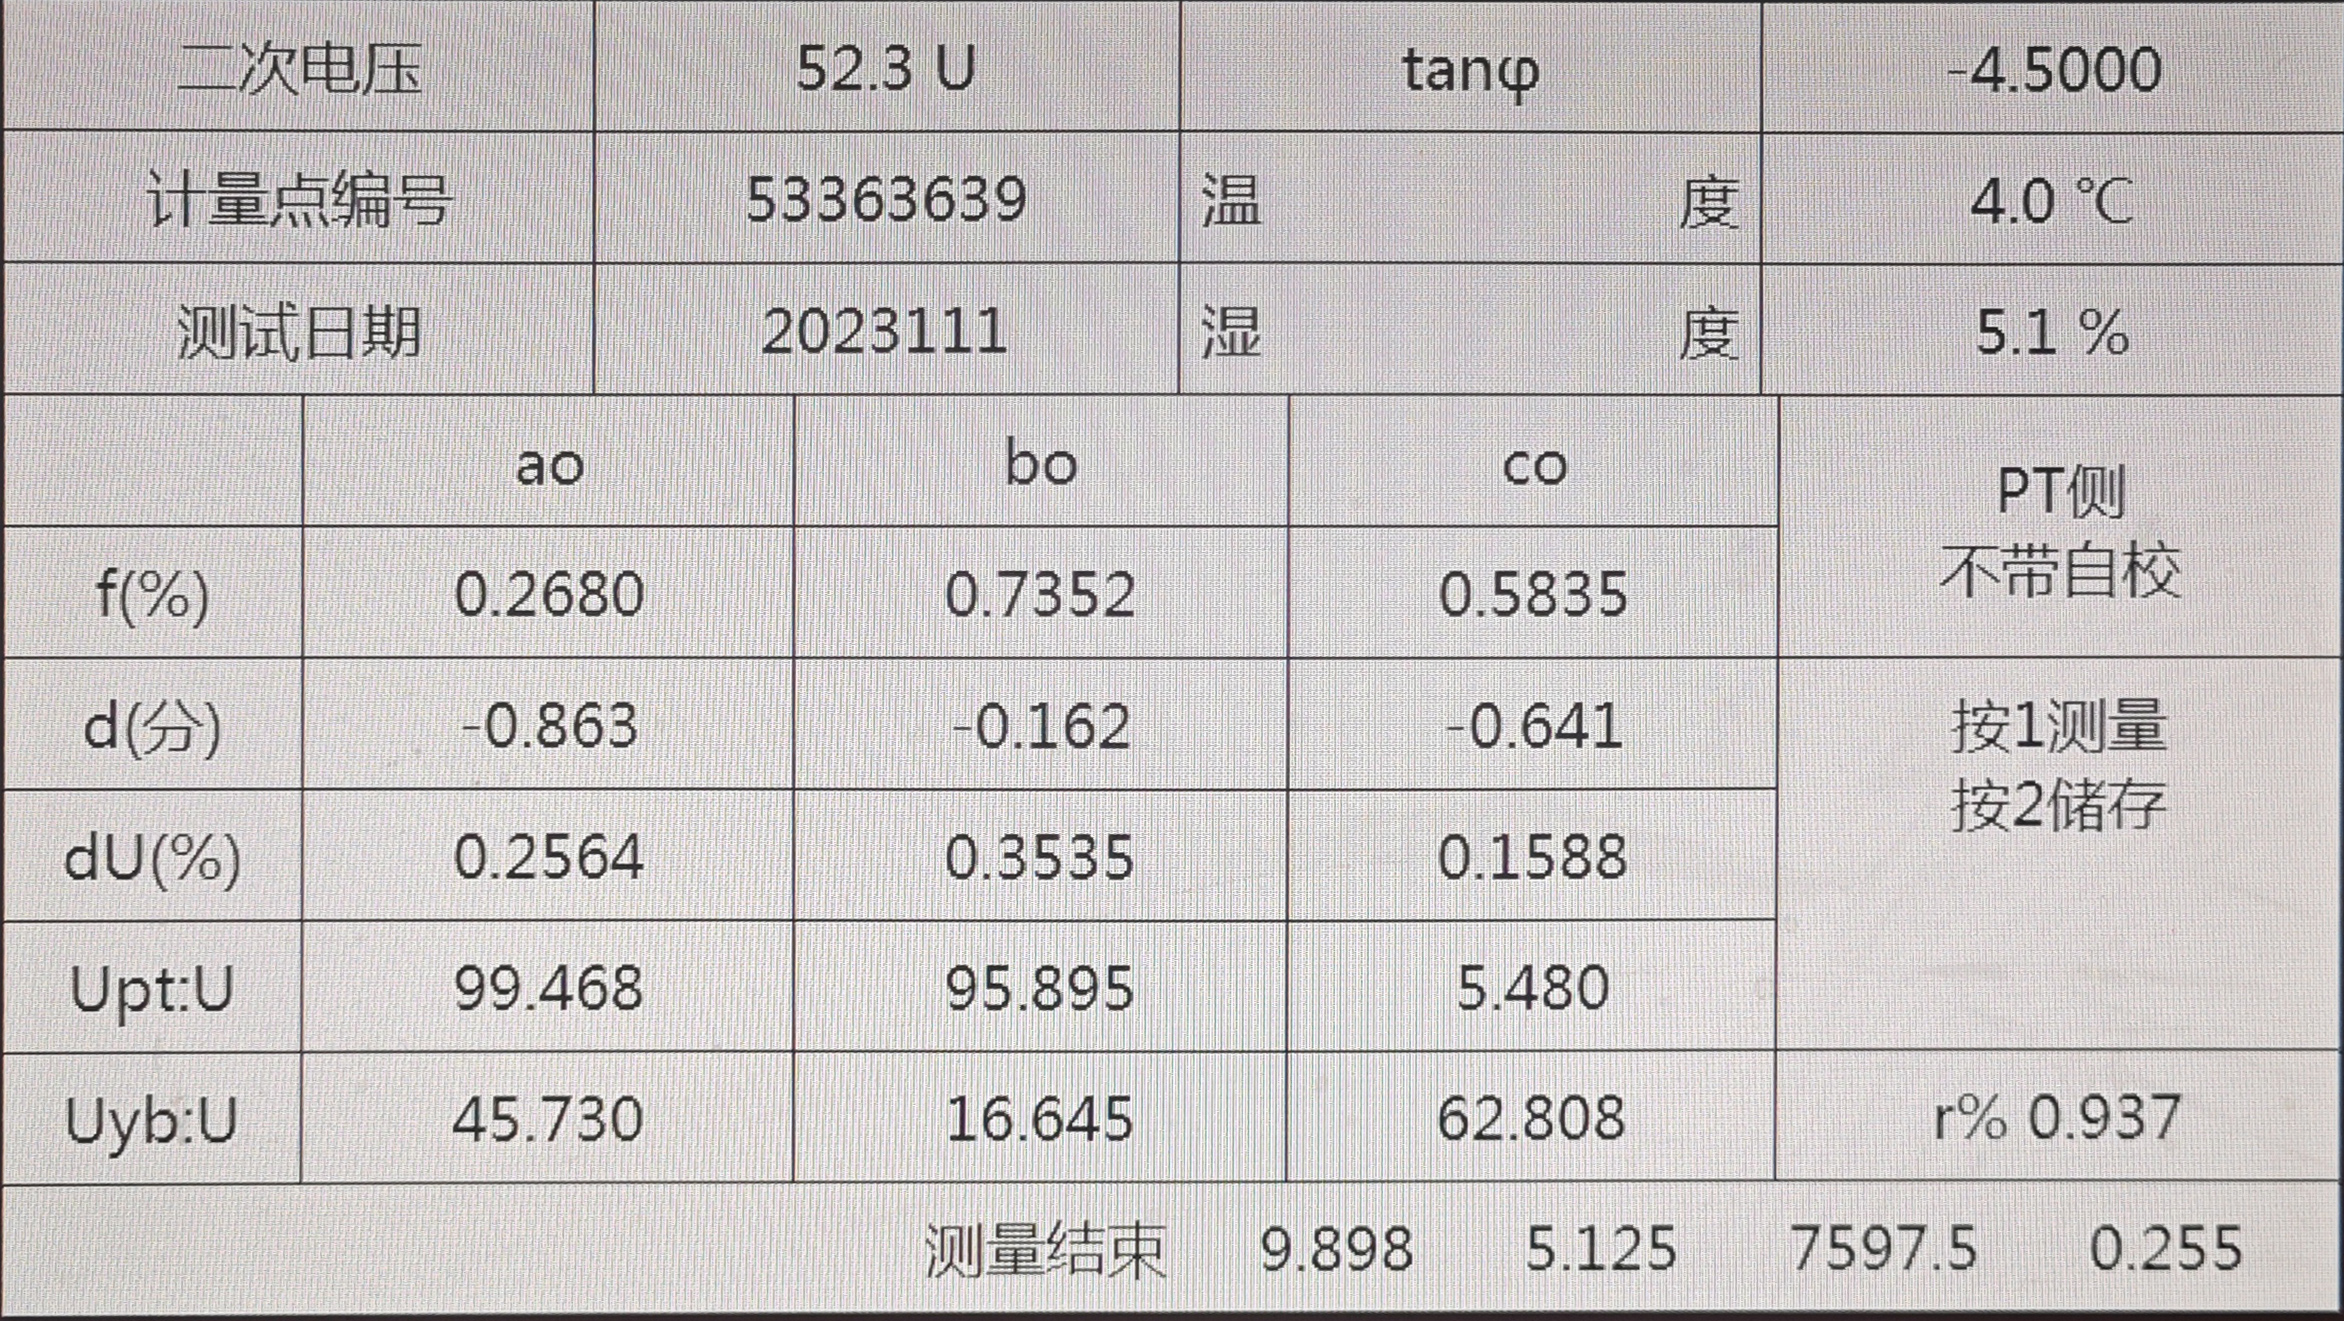 二次电压 52.3 U tanφ -4.5000
计量点编号 53363639 温 度 4.0 ℃
测试日期 2023111 湿 度 5.1 %
ao bo co
PT侧
不带自校
f(%) 0.2680 0.7352 0.5835
d(分) -0.863 -0.162 -0.641
按1测量
按2储存
dU(%) 0.2564 0.3535 0.1588
Upt:U 99.468 95.895 5.480
Uyb:U 45.730 16.645 62.808 r% 0.937
测量结束 9.898 5.125 7597.5 0.255